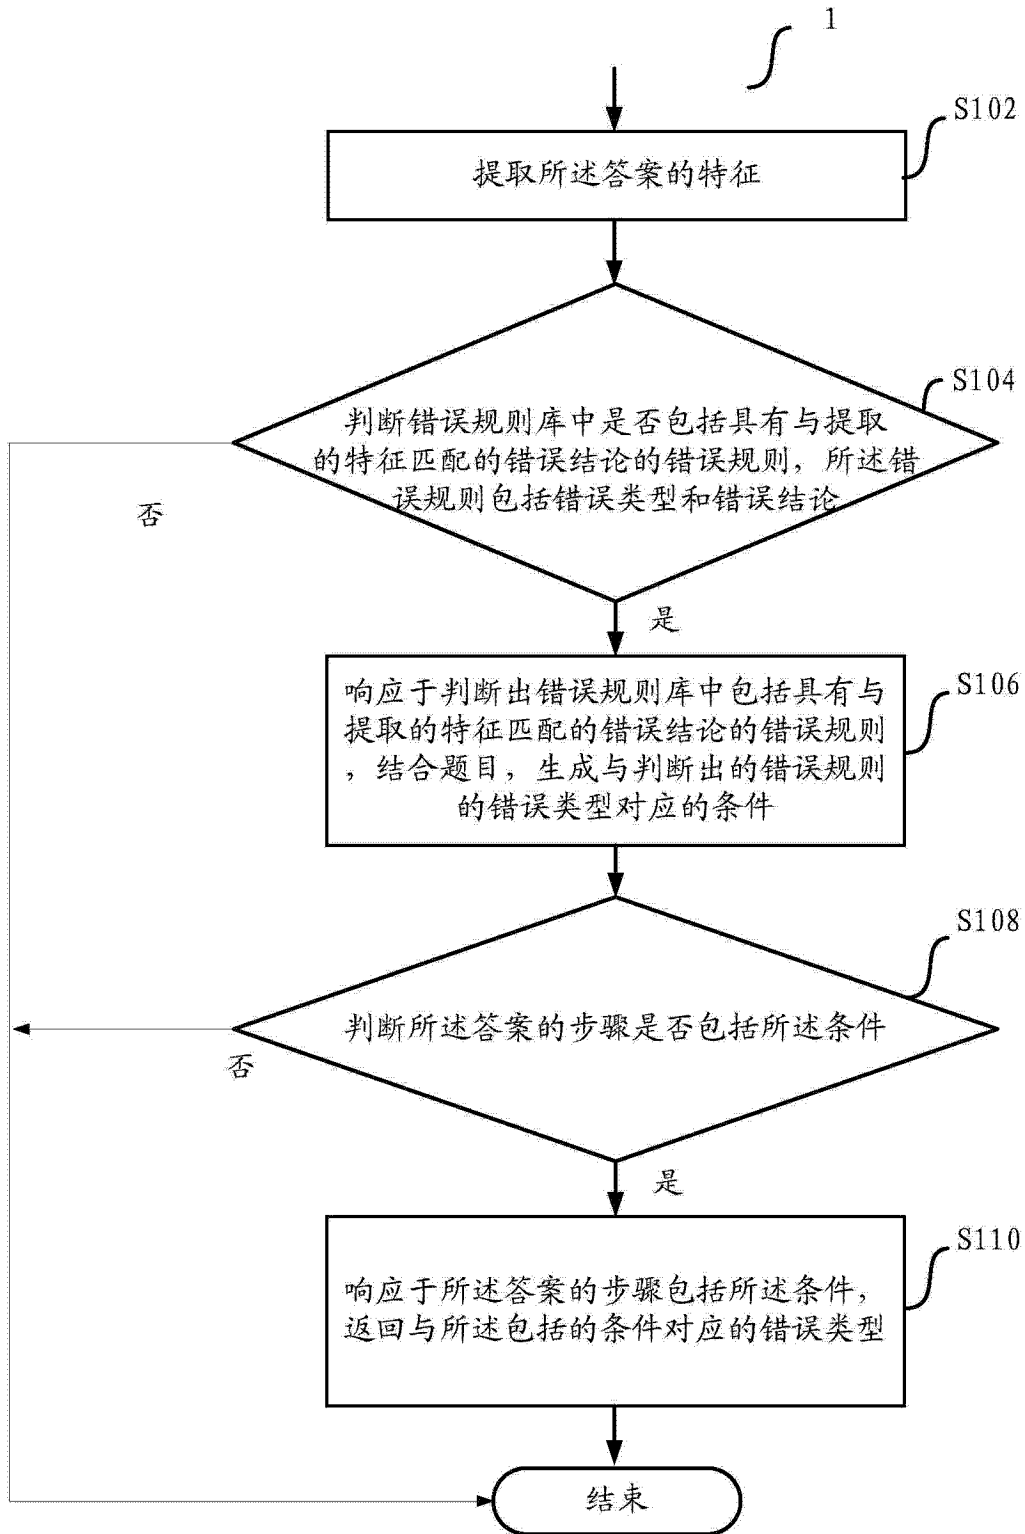 1
S102
提取所述答案的特征
S104
判断错误规则库中是否包括具有与提取
的特征匹配的错误结论的错误规则，所述错
误规则包括错误类型和错误结论
否
是
S106
响应于判断出错误规则库中包括具有与
提取的特征匹配的错误结论的错误规则
，结合题目，生成与判断出的错误规则
的错误类型对应的条件
S108
判断所述答案的步骤是否包括所述条件
否
是
S110
响应于所述答案的步骤包括所述条件，
返回与所述包括的条件对应的错误类型
结束